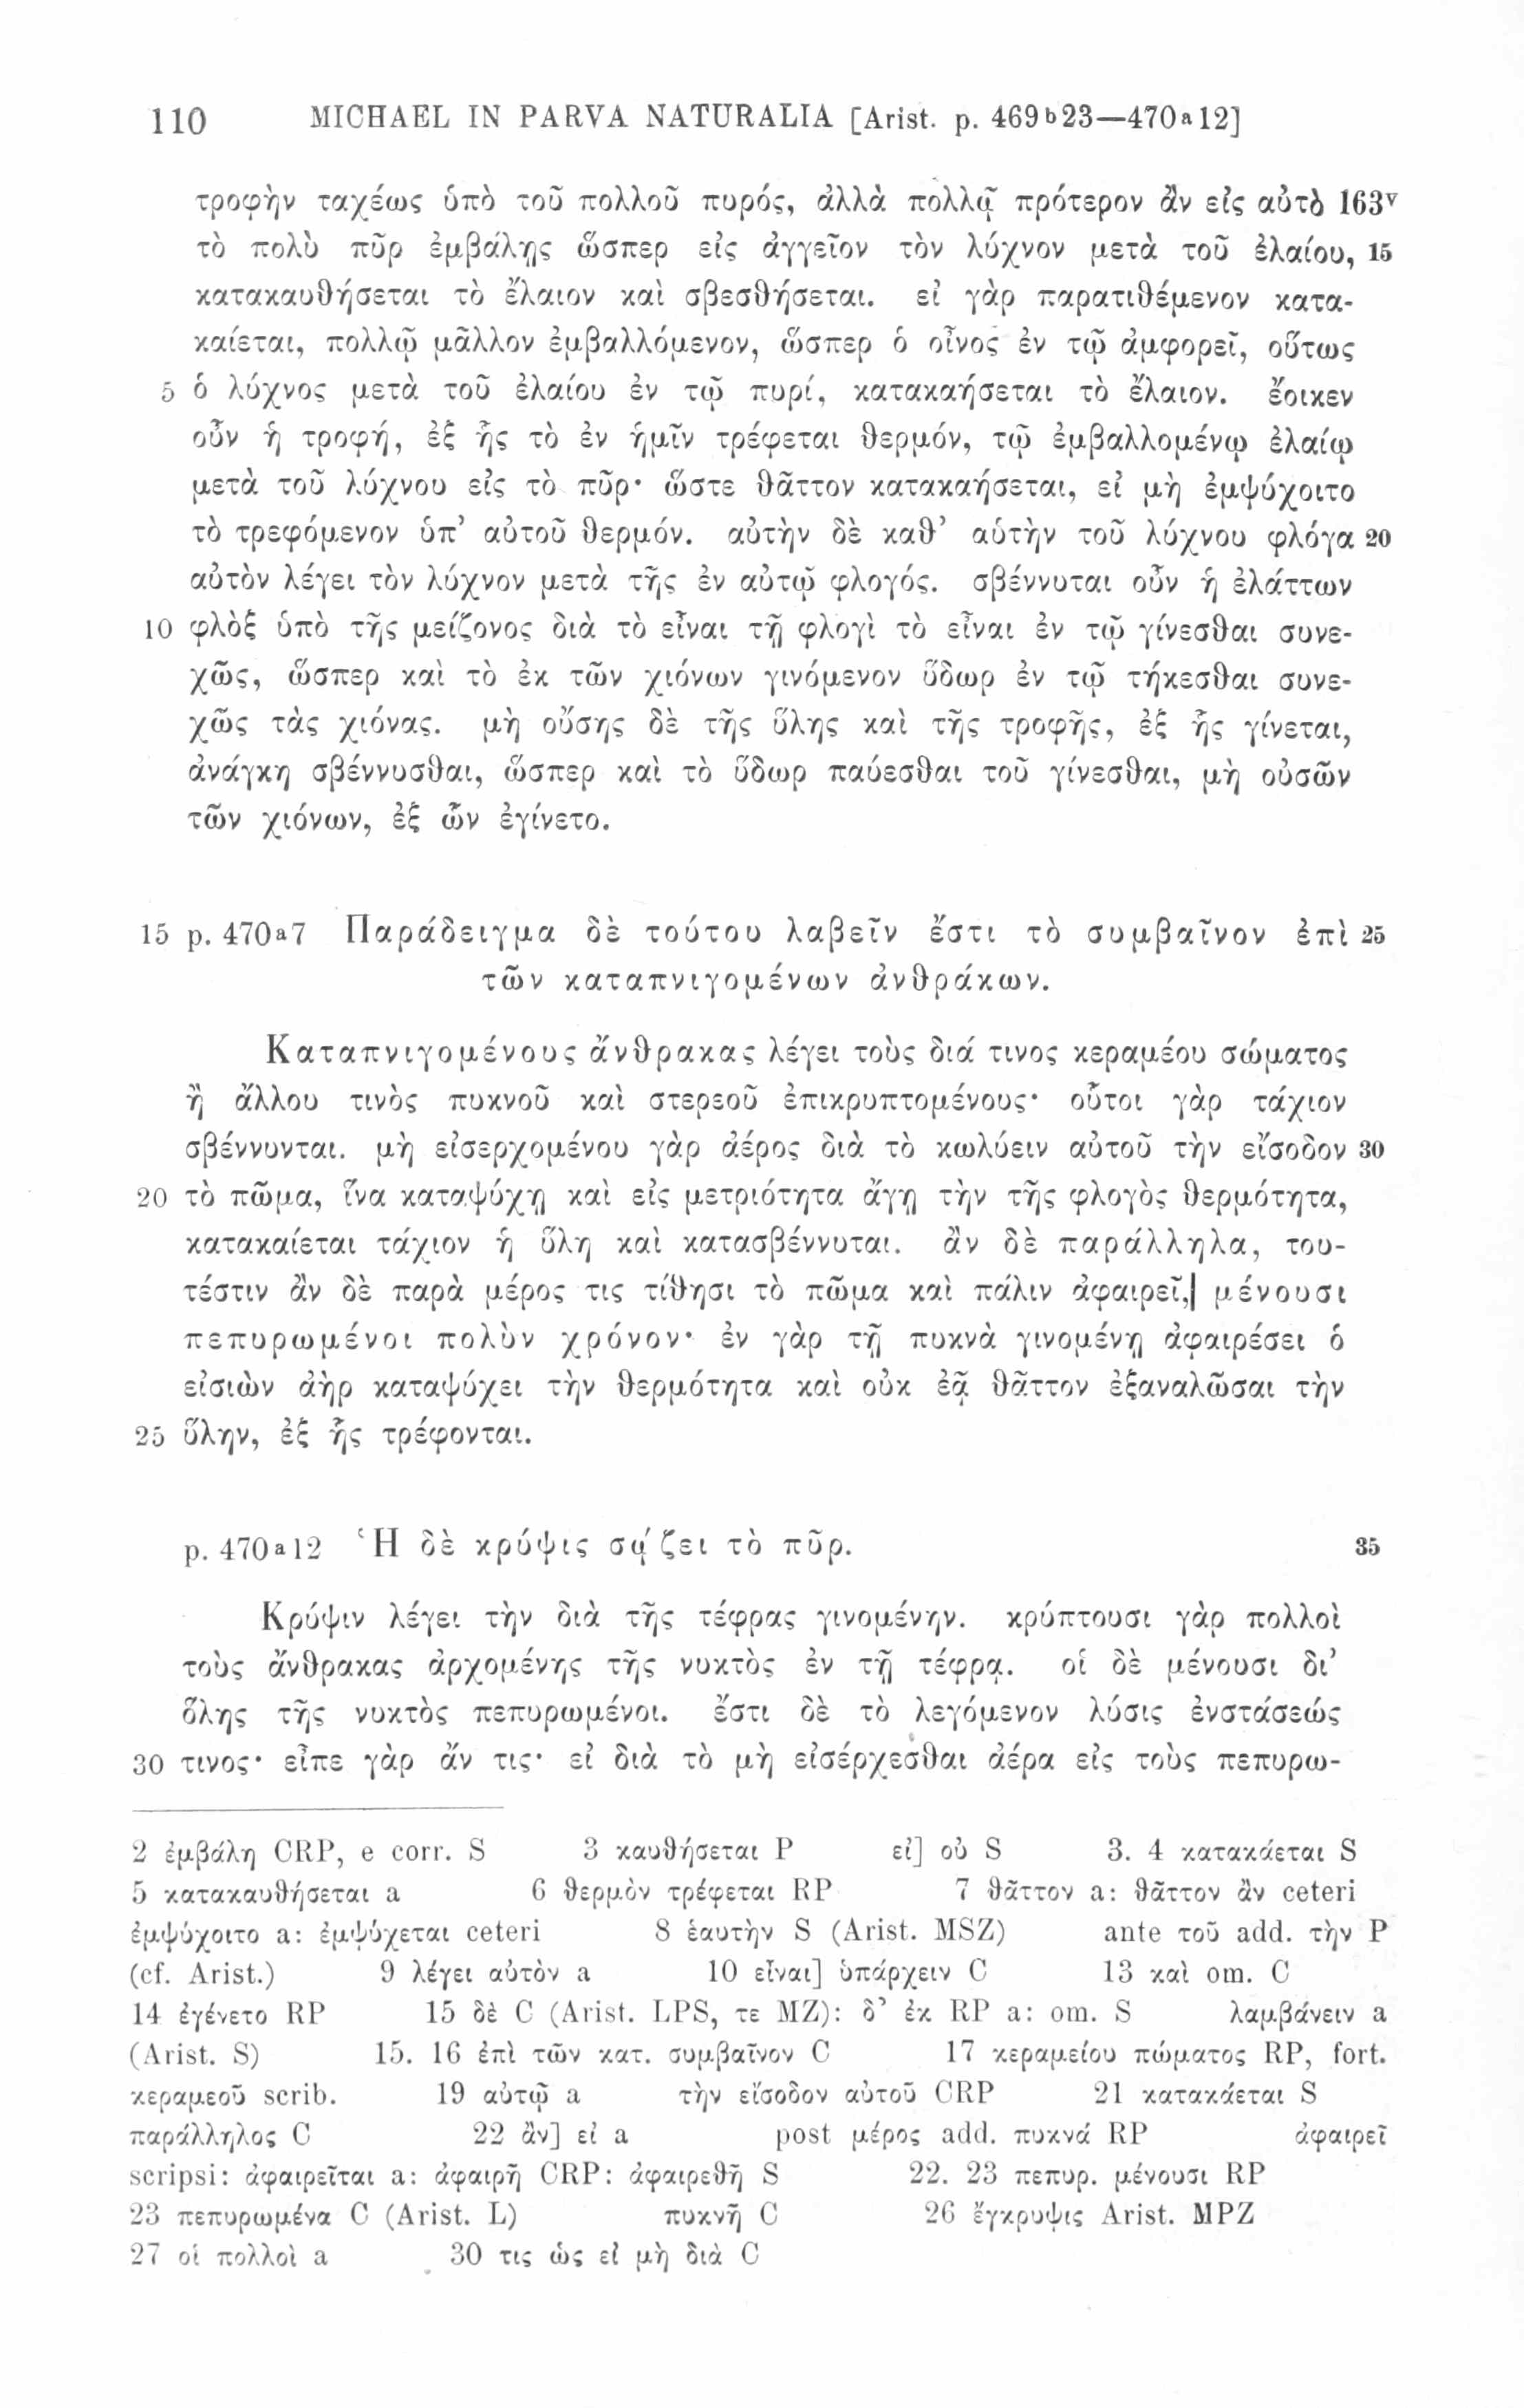 110 MICHAEL IN PARVA NATURALIA [Arist. p. 469b23—470a12]
τροφὴν ταχέως ὑπὸ τοῦ πολλοῦ πυρός, ἀλλὰ πολλῷ πρότερον ἂν εἰς αὐτὸ 163v
τὸ πολὺ πῦρ ἐμβάλῃς ὥσπερ εἰς ἀγγεῖον τὸν λύχνον μετὰ τοῦ ἐλαίου, 15
κατακαυθήσεται τὸ ἔλαιον καὶ σβεσθήσεται. εἰ γὰρ παρατιθέμενον κατα-
καίεται, πολλῷ μᾶλλον ἐμβαλλόμενον, ὥσπερ ὁ οἶνος ἐν τῷ ἀμφορεῖ, οὕτως
5 ὁ λύχνος μετὰ τοῦ ἐλαίου ἐν τῷ πυρί, κατακαήσεται τὸ ἔλαιον. ἔοικεν
οὖν ἡ τροφή, ἐξ ἧς τὸ ἐν ἡμῖν τρέφεται θερμόν, τῷ ἐμβαλλομένῳ ἐλαίῳ
μετὰ τοῦ λύχνου εἰς τὸ πῦρ· ὥστε θᾶττον κατακαήσεται, εἰ μὴ ἐμψύχοιτο
τὸ τρεφόμενον ὑπ’ αὐτοῦ θερμόν. αὐτὴν δὲ καθ’ αὑτὴν τοῦ λύχνου φλόγα 20
αὐτὸν λέγει τὸν λύχνον μετὰ τῆς ἐν αὐτῷ φλογός. σβέννυται οὖν ἡ ἐλάττων
10 φλὸξ ὑπὸ τῆς μείζονος διὰ τὸ εἶναι τῇ φλογὶ τὸ εἶναι ἐν τῷ γίνεσθαι συνε-
χῶς, ὥσπερ καὶ τὸ ἐκ τῶν χιόνων γινόμενον ὕδωρ ἐν τῷ τήκεσθαι συνε-
χῶς τὰς χιόνας. μὴ οὔσης δὲ τῆς ὕλης καὶ τῆς τροφῆς, ἐξ ἧς γίνεται,
ἀνάγκη σβέννυσθαι, ὥσπερ καὶ τὸ ὕδωρ παύεσθαι τοῦ γίνεσθαι, μὴ οὐσῶν
τῶν χιόνων, ἐξ ὧν ἐγίνετο.
15 p. 470a7 Παράδειγμα δὲ τούτου λαβεῖν ἔστι τὸ συμβαῖνον ἐπὶ 25
τῶν καταπνιγομένων ἀνθράκων.
Καταπνιγομένους ἄνθρακας λέγει τοὺς διά τινος κεραμέου σώματος
ἢ ἄλλου τινὸς πυκνοῦ καὶ στερεοῦ ἐπικρυπτομένους· οὗτοι γὰρ τάχιον
σβέννυνται. μὴ εἰσερχομένου γὰρ ἀέρος διὰ τὸ κωλύειν αὐτοῦ τὴν εἴσοδον 30
20 τὸ πῶμα, ἵνα καταψύχῃ καὶ εἰς μετριότητα ἄγῃ τὴν τῆς φλογὸς θερμότητα,
κατακαίεται τάχιον ἡ ὕλη καὶ κατασβέννυται. ἂν δὲ παράλληλα, του-
τέστιν ἂν δὲ παρὰ μέρος τις τίθησι τὸ πῶμα καὶ πάλιν ἀφαιρεῖ,| μένουσι
πεπυρωμένοι πολὺν χρόνον· ἐν γὰρ τῇ πυκνὰ γινομένῃ ἀφαιρέσει ὁ
εἰσιὼν ἀὴρ καταψύχει τὴν θερμότητα καὶ οὐκ ἐᾷ θᾶττον ἐξαναλῶσαι τὴν
25 ὕλην, ἐξ ἧς τρέφονται.
p. 470a12 Ἡ δὲ κρύψις σῴζει τὸ πῦρ. 35
Κρύψιν λέγει τὴν διὰ τῆς τέφρας γινομένην. κρύπτουσι γὰρ πολλοὶ
τοὺς ἄνθρακας ἀρχομένης τῆς νυκτὸς ἐν τῇ τέφρᾳ. οἱ δὲ μένουσι δι’
ὅλης τῆς νυκτὸς πεπυρωμένοι. ἔστι δὲ τὸ λεγόμενον λύσις ἐνστάσεώς
30 τινος· εἶπε γὰρ ἄν τις· εἰ διὰ τὸ μὴ εἰσέρχεσθαι ἀέρα εἰς τοὺς πεπυρω-
2 ἐμβάλη CRP, e corr. S 3 καυθήσεται P εἰ] οὐ S 3. 4 κατακάεται S
5 κατακαυθήσεται a 6 θερμὸν τρέφεται RP 7 θᾶττον a: θᾶττον ἂν ceteri
ἐμψύχοιτο a: ἐμψύχεται ceteri 8 ἑαυτὴν S (Arist. MSZ) ante τοῦ add. τὴν P
(cf. Arist.) 9 λέγει αὐτὸν a 10 εἶναι] ὑπάρχειν C 13 καὶ om. C
14 ἐγένετο RP 15 δὲ C (Arist. LPS, τε MZ): δ’ ἐκ RP a: om. S λαμβάνειν a
(Arist. S) 15. 16 ἐπὶ τῶν κατ. συμβαῖνον C 17 κεραμείου πώματος RP, fort.
κεραμεοῦ scrib. 19 αὐτῷ a τὴν εἴσοδον αὐτοῦ CRP 21 κατακάεται S
παράλληλος C 22 ἂν] εἰ a post μέρος add. πυκνά RP ἀφαιρεῖ
scripsi: ἀφαιρεῖται a: ἀφαιρῇ CRP: ἀφαιρεθῇ S 22. 23 πεπυρ. μένουσι RP
23 πεπυρωμένα C (Arist. L) πυκνῇ C 26 ἔγκρυψις Arist. MPZ
27 οἱ πολλοὶ a 30 τις ὡς εἰ μὴ διὰ C